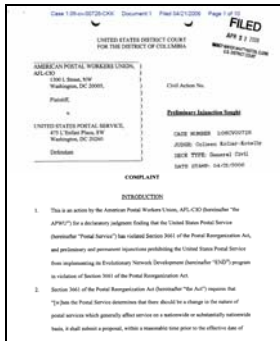 Case 1:06-cv-00726-CKK Document 1 Filed 04/21/2006 Page 1 of 10
FILED
APR 2 2006
UNITED STATES DISTRICT COURT
FOR THE DISTRICT OF COLUMBIA
AMERICAN POSTAL WORKERS UNION,
AFL-CIO
1300 L Street, NW
Washington, DC 20005,
Plaintiff,
v.
UNITED STATES POSTAL SERVICE,
475 L'Enfant Plaza, SW
Washington, DC 20260
Defendant
Civil Action No.
Preliminary Injunction Sought
CASE NUMBER
JUDGE: Colleen Kollar-Kotelly
DECK TYPE: General Civil
DATE STAMP: 04/21/2006
COMPLAINT
INTRODUCTION
1. This is an action by the American Postal Workers Union, AFL-CIO (hereinafter "the
APWU") for a declaratory judgment finding that the United States Postal Service
(hereinafter "Postal Service") has violated Section 3661 of the Postal Reorganization Act,
and preliminary and permanent injunctions prohibiting the United States Postal Service
from implementing its Evolutionary Network Development (hereinafter "END") program
in violation of Section 3661 of the Postal Reorganization Act.
2. Section 3661 of the Postal Reorganization Act (hereinafter "the Act") requires that
"[w]hen the Postal Service determines that there should be a change in the nature of
postal services which generally affect service on a nationwide or substantially nationwide
basis, it shall submit a proposal, within a reasonable time prior to the effective date of